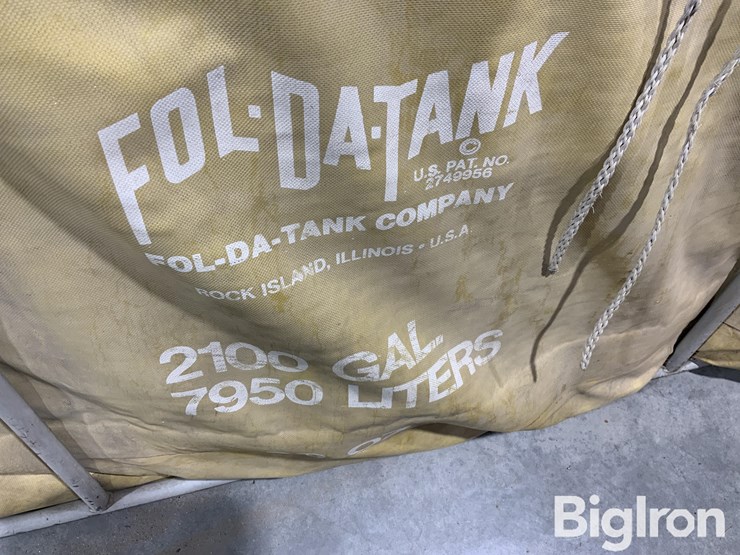 FOL-DA-TANK
©
U.S. PAT. NO.
2749956
FOL-DA-TANK COMPANY
ROCK ISLAND, ILLINOIS - U.S.A.
2100 GAL.
7950 LITERS
BigIron